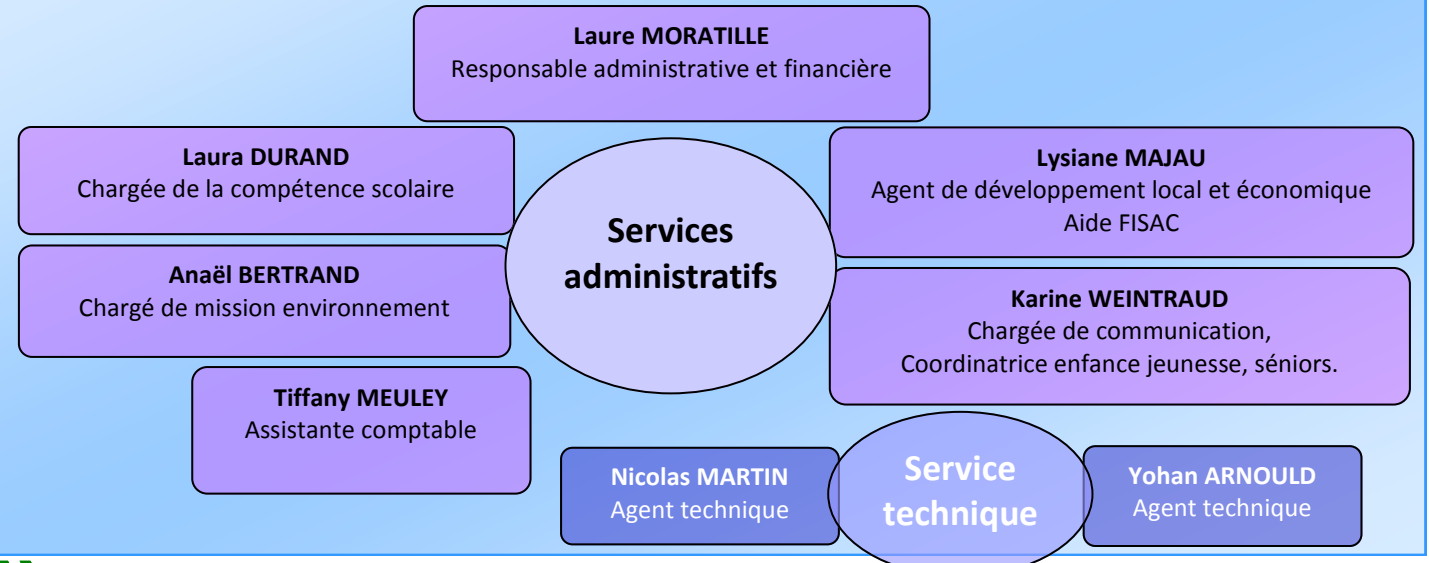 Laure MORATILLE
Responsable administrative et financière
Laura DURAND
Chargée de la compétence scolaire
Lysiane MAJAU
Agent de développement local et économique
Aide FISAC
Services
administratifs
Anaël BERTRAND
Chargé de mission environnement
Karine WEINTRAUD
Chargée de communication,
Coordinatrice enfance jeunesse, séniors.
Tiffany MEULEY
Assistante comptable
Nicolas MARTIN
Agent technique
Service
technique
Yohan ARNOULD
Agent technique